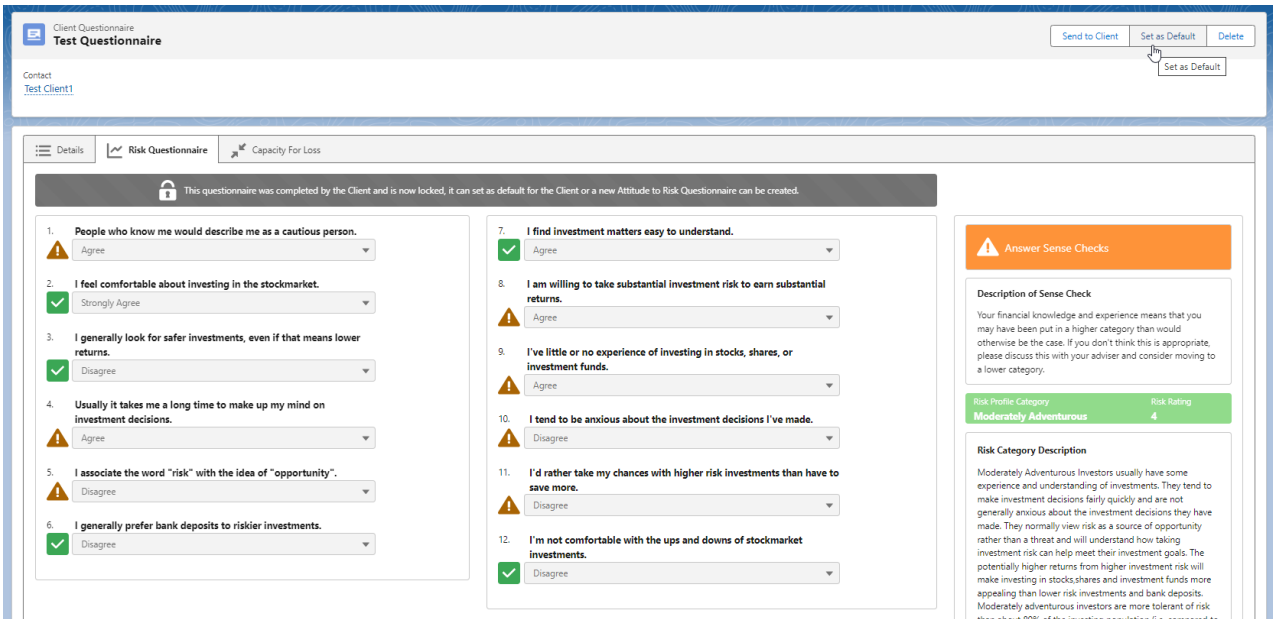 Client Questionnaire
Test Questionnaire
Send to Client
Set as Default
Delete
Set as Default
Contact
Test Client1
Details
Risk Questionnaire
Capacity For Loss
This questionnaire was completed by the Client and is now locked, it can set as default for the Client or a new Attitude to Risk Questionnaire can be created.
1. People who know me would describe me as a cautious person.
Agree
2. I feel comfortable about investing in the stockmarket.
Strongly Agree
3. I generally look for safer investments, even if that means lower
returns.
Disagree
4. Usually it takes me a long time to make up my mind on
investment decisions.
Agree
5. I associate the word "risk" with the idea of "opportunity".
Disagree
6. I generally prefer bank deposits to riskier investments.
Disagree
7. I find investment matters easy to understand.
Agree
8. I am willing to take substantial investment risk to earn substantial
returns.
Agree
9. I've little or no experience of investing in stocks, shares, or
investment funds.
Agree
10. I tend to be anxious about the investment decisions I've made.
Disagree
11. I'd rather take my chances with higher risk investments than have to
save more.
Disagree
12. I'm not comfortable with the ups and downs of stockmarket
investments.
Disagree
Answer Sense Checks
Description of Sense Check
Your financial knowledge and experience means that you
may have been put in a higher category than would
otherwise be the case. If you don't think this is appropriate,
please discuss this with your adviser and consider moving to
a lower category.
Risk Profile Category
Risk Rating
Moderately Adventurous
4
Risk Category Description
Moderately Adventurous Investors usually have some
experience and understanding of investments. They tend to
make investment decisions fairly quickly and are not
generally anxious about the investment decisions they have
made. They normally view risk as a source of opportunity
rather than a threat and will understand how taking
investment risk can help meet their investment goals. The
potentially higher returns from higher investment risk will
make investing in stocks,shares and investment funds more
appealing than lower risk investments and bank deposits.
Moderately adventurous investors are more tolerant of risk
than about 80% of the investing population (i.e. compared to